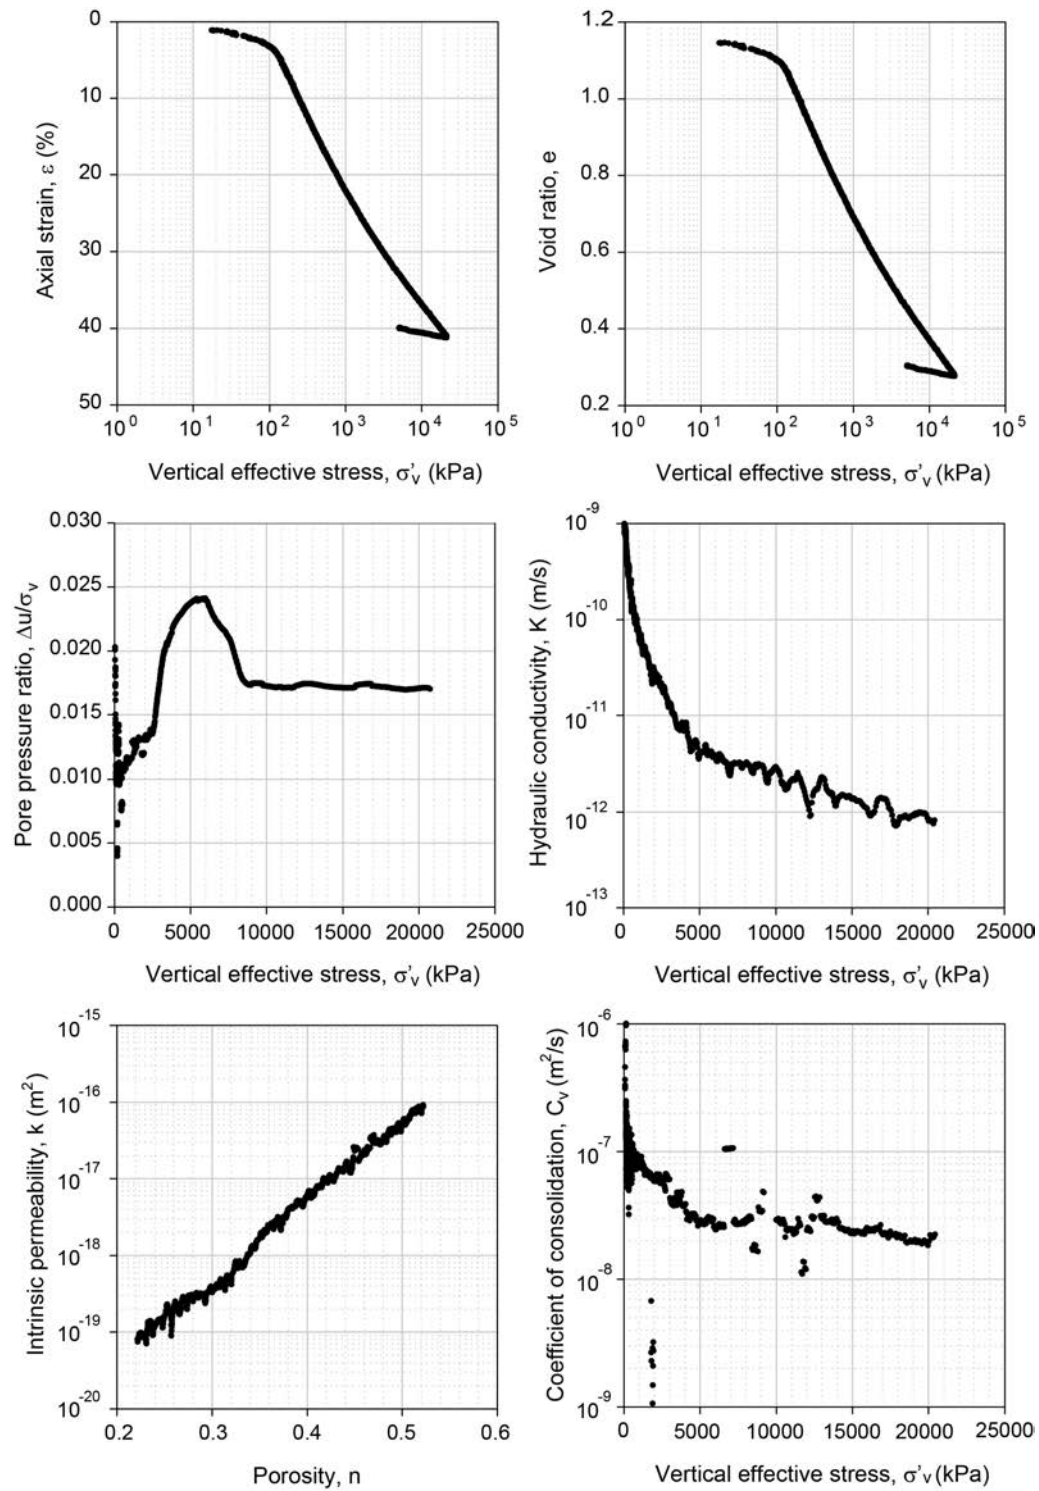 0
10
20
30
40
50
Axial strain, ε (%)
10^0 10^1 10^2 10^3 10^4 10^5
Vertical effective stress, σ'v (kPa)
1.2
1.0
0.8
0.6
0.4
0.2
Void ratio, e
10^0 10^1 10^2 10^3 10^4 10^5
Vertical effective stress, σ'v (kPa)
0.030
0.025
0.020
0.015
0.010
0.005
0.000
Pore pressure ratio, Δu/σv
0 5000 10000 15000 20000 25000
Vertical effective stress, σ'v (kPa)
10^-9
10^-10
10^-11
10^-12
10^-13
Hydraulic conductivity, K (m/s)
0 5000 10000 15000 20000 25000
Vertical effective stress, σ'v (kPa)
10^-15
10^-16
10^-17
10^-18
10^-19
10^-20
Intrinsic permeability, k (m^2)
0.2 0.3 0.4 0.5 0.6
Porosity, n
10^-6
10^-7
10^-8
10^-9
Coefficient of consolidation, Cv (m^2/s)
0 5000 10000 15000 20000 25000
Vertical effective stress, σ'v (kPa)